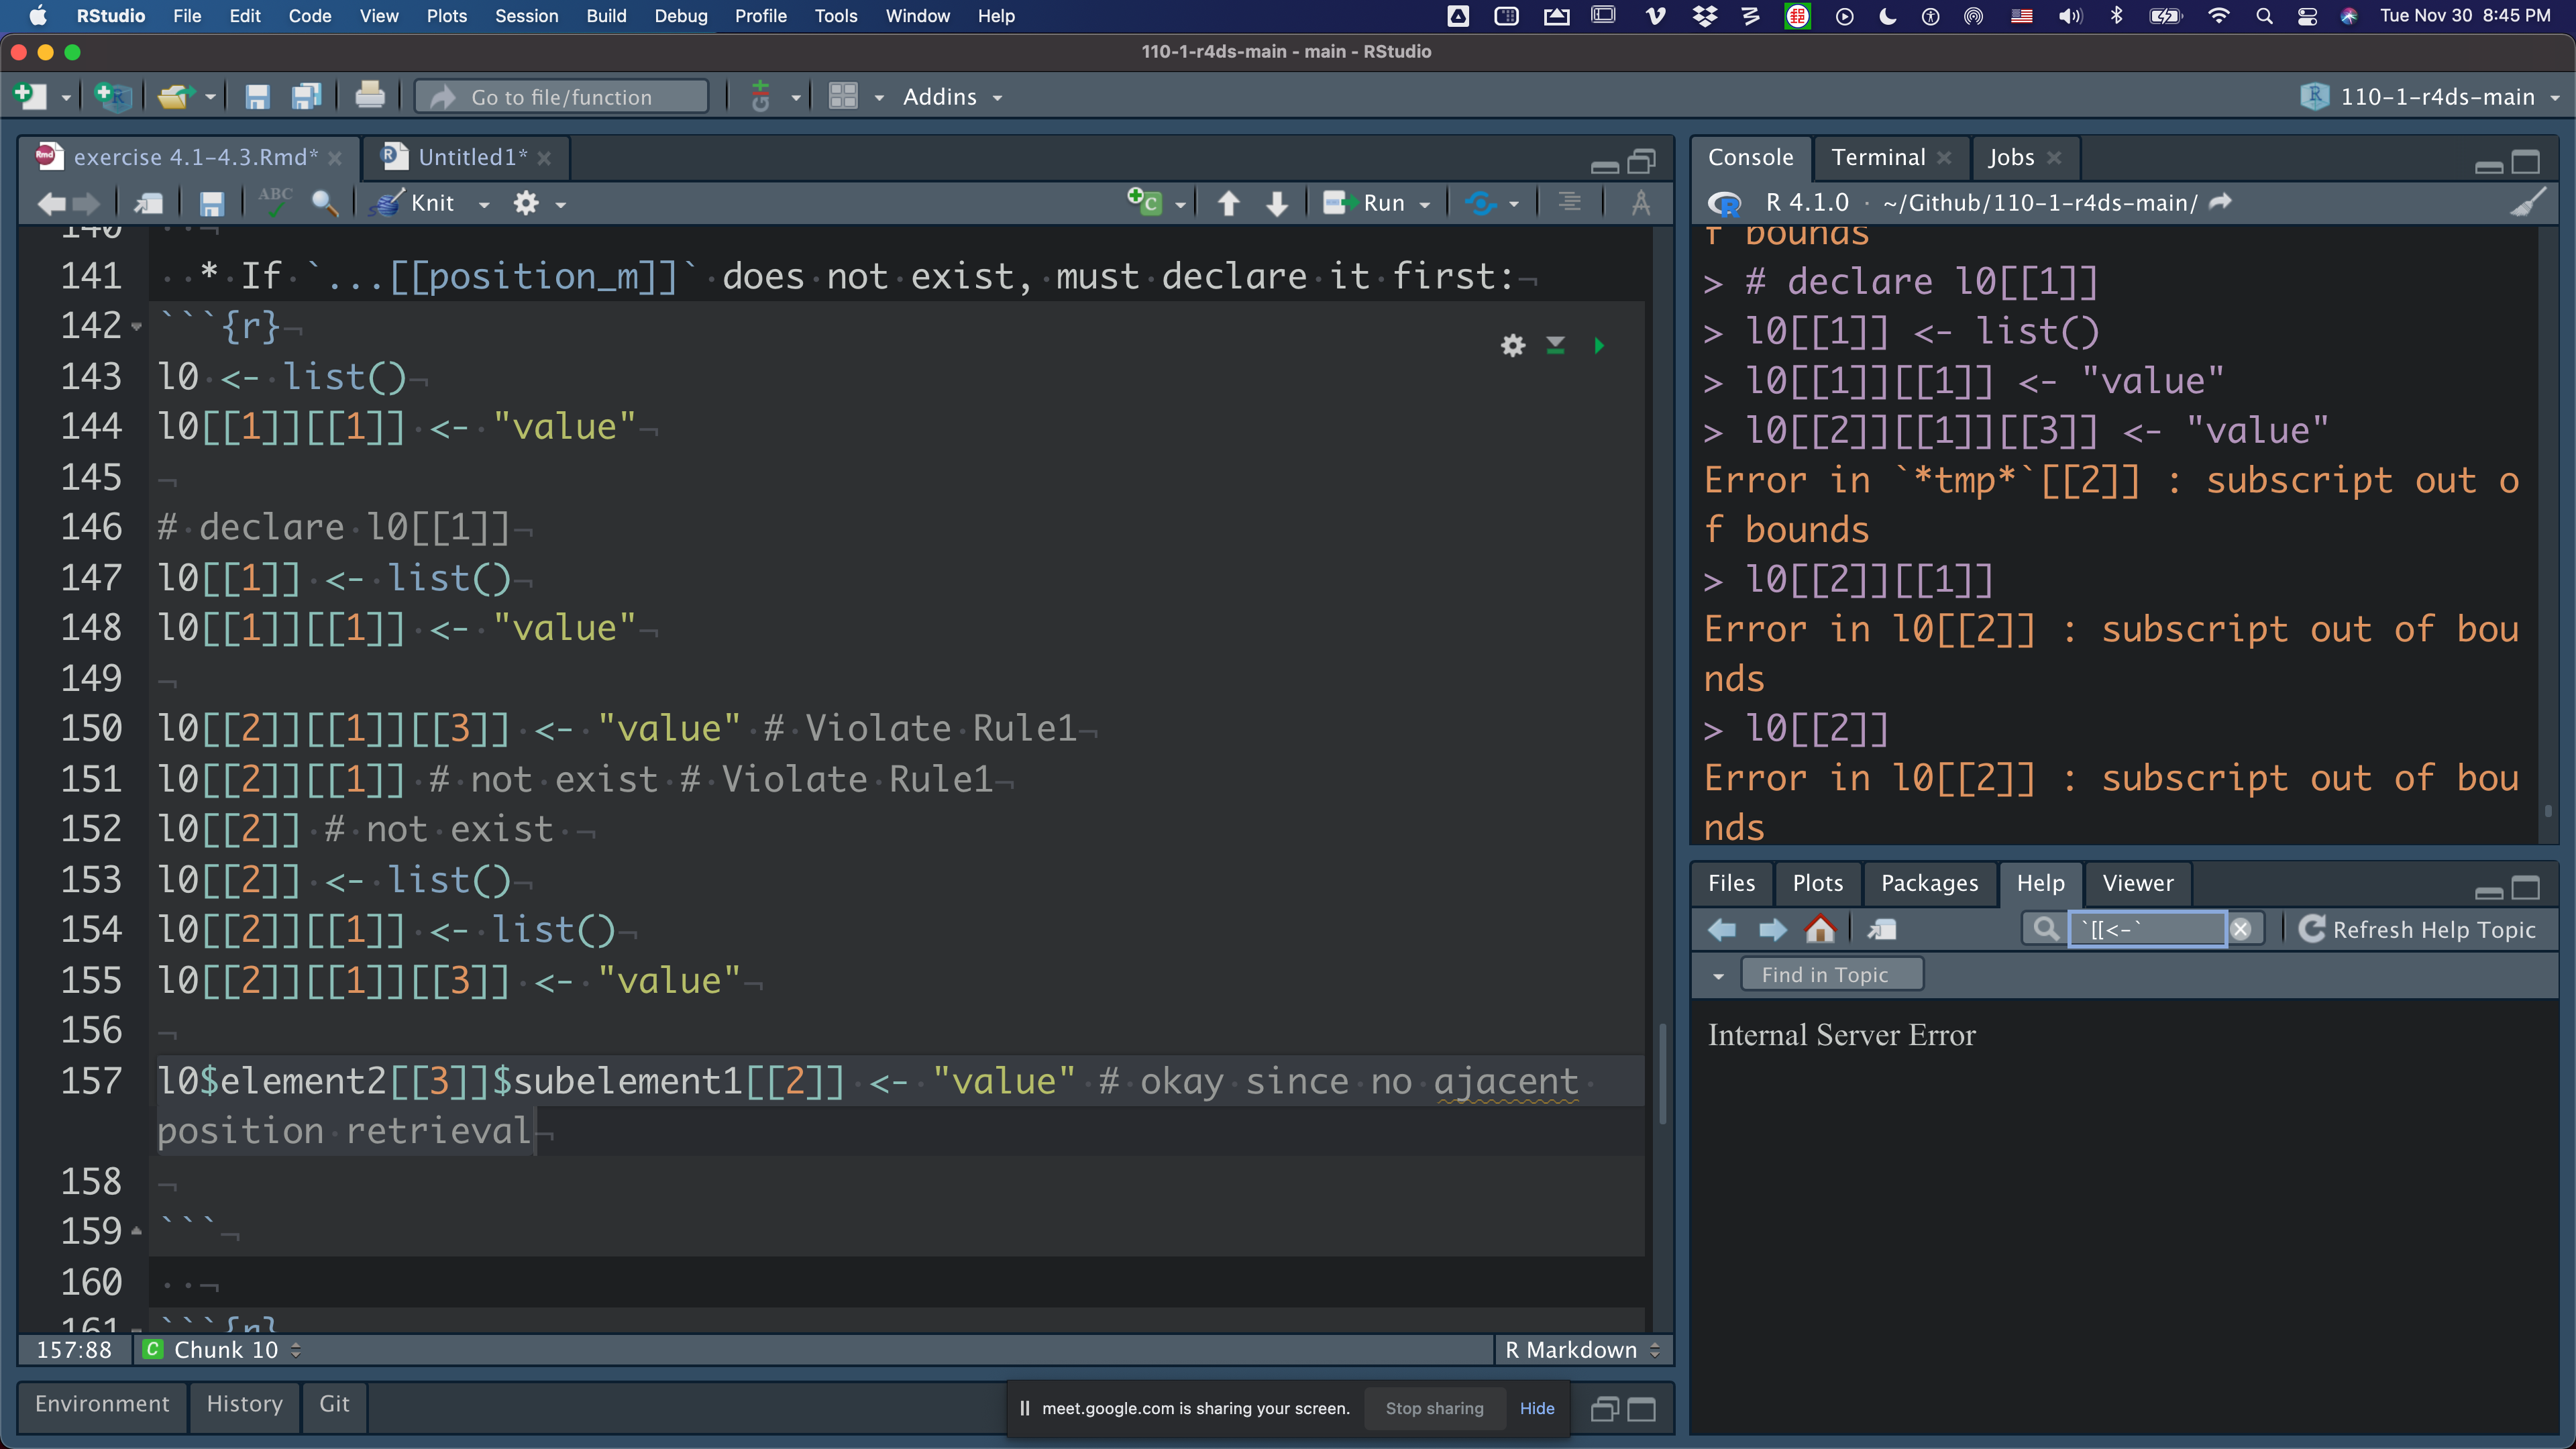 RStudio File Edit Code View Plots Session Build Debug Profile Tools Window Help Tue Nov 30 8:45 PM
110-1-r4ds-main - main - RStudio
Go to file/function Addins 110-1-r4ds-main
exercise 4.1-4.3.Rmd* Untitled1*
ABC Knit Run
140
141 * If `...[[position_m]]` does not exist, must declare it first:
142 ```{r}
143 l0 <- list()
144 l0[[1]][[1]] <- "value"
145
146 # declare l0[[1]]
147 l0[[1]] <- list()
148 l0[[1]][[1]] <- "value"
149
150 l0[[2]][[1]][[3]] <- "value" # Violate Rule1
151 l0[[2]][[1]] # not exist # Violate Rule1
152 l0[[2]] # not exist
153 l0[[2]] <- list()
154 l0[[2]][[1]] <- list()
155 l0[[2]][[1]][[3]] <- "value"
156
157 l0$element2[[3]]$subelement1[[2]] <- "value" # okay since no ajacent
position retrieval
158
159 ```
160
161 ```{r}
157:88 Chunk 10 R Markdown
Environment History Git
meet.google.com is sharing your screen. Stop sharing Hide
Console Terminal Jobs
R 4.1.0 · ~/Github/110-1-r4ds-main/
f bounds
> # declare l0[[1]]
> l0[[1]] <- list()
> l0[[1]][[1]] <- "value"
> l0[[2]][[1]][[3]] <- "value"
Error in `*tmp*`[[2]] : subscript out o
f bounds
> l0[[2]][[1]]
Error in l0[[2]] : subscript out of bou
nds
> l0[[2]]
Error in l0[[2]] : subscript out of bou
nds
Files Plots Packages Help Viewer
`[[<-` Refresh Help Topic
Find in Topic
Internal Server Error